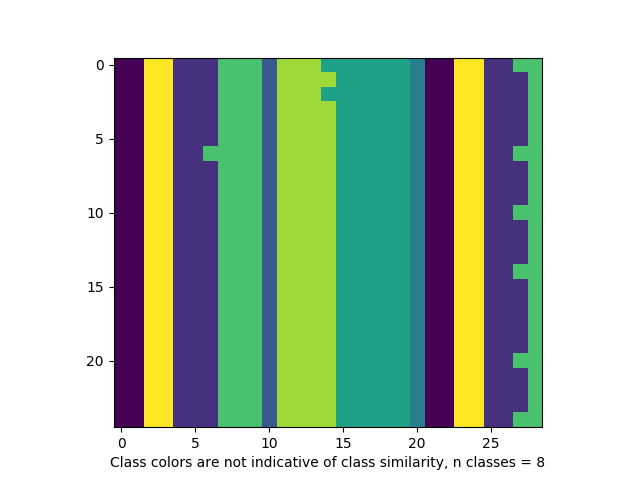 0
5
10
15
20
0 5 10 15 20 25
Class colors are not indicative of class similarity, n classes = 8